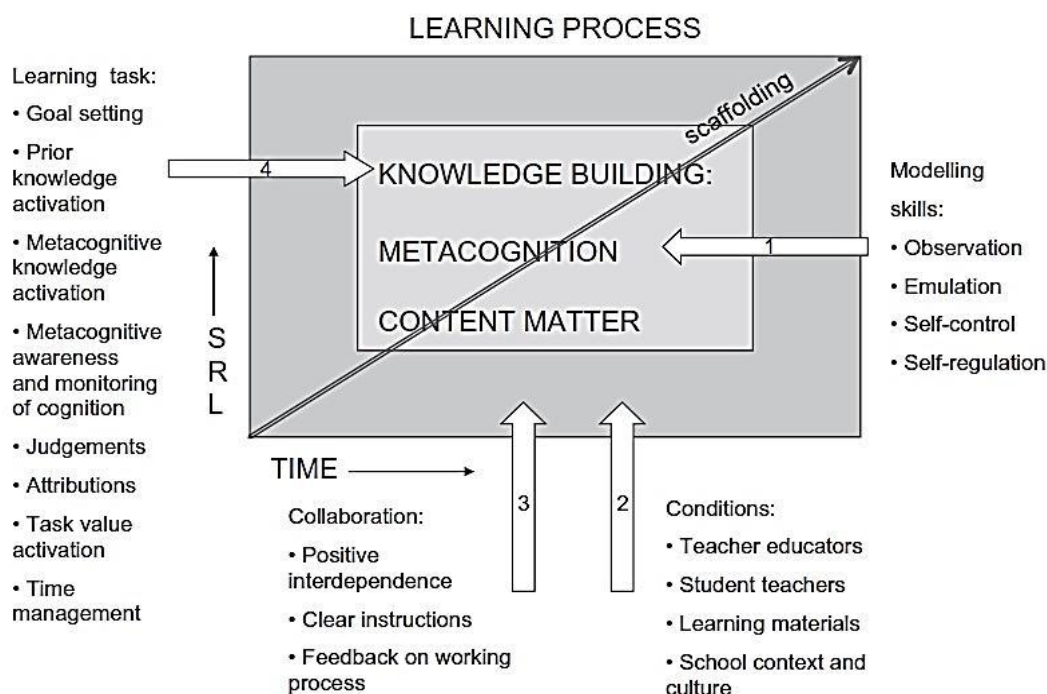 LEARNING PROCESS
Learning task:
• Goal setting
• Prior
knowledge
activation
• Metacognitive
knowledge
activation
• Metacognitive
awareness
and monitoring
of cognition
• Judgements
• Attributions
• Task value
activation
• Time
management
4
scaffolding
KNOWLEDGE BUILDING:
METACOGNITION
CONTENT MATTER
1
Modelling
skills:
• Observation
• Emulation
• Self-control
• Self-regulation
S
R
L
TIME
3
2
Collaboration:
• Positive
interdependence
• Clear instructions
• Feedback on working
process
Conditions:
• Teacher educators
• Student teachers
• Learning materials
• School context and
culture